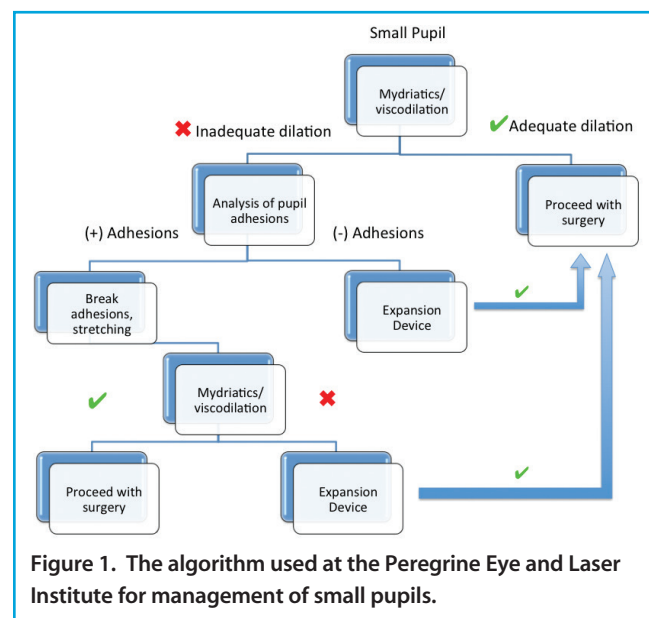 Small Pupil
Mydriatics/
viscodilation
✖ Inadequate dilation
✔Adequate dilation
Analysis of pupil
adhesions
Proceed with
surgery
(+) Adhesions
(-) Adhesions
Break
adhesions,
stretching
Expansion
Device
✔
Mydriatics/
viscodilation
✔
✖
Proceed with
surgery
Expansion
Device
✔
Figure 1. The algorithm used at the Peregrine Eye and Laser
Institute for management of small pupils.